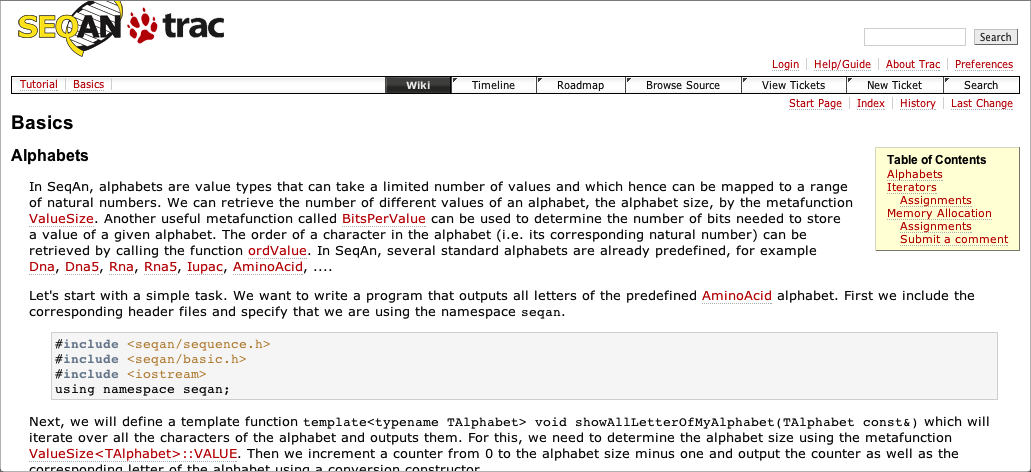 SEQAN trac
Search
Login Help/Guide About Trac Preferences
Tutorial Basics Wiki Timeline Roadmap Browse Source View Tickets New Ticket Search
Start Page Index History Last Change
Basics
Alphabets
Table of Contents
Alphabets
Iterators
Assignments
Memory Allocation
Assignments
Submit a comment
In SeqAn, alphabets are value types that can take a limited number of values and which hence can be mapped to a range
of natural numbers. We can retrieve the number of different values of an alphabet, the alphabet size, by the metafunction
ValueSize. Another useful metafunction called BitsPerValue can be used to determine the number of bits needed to store
a value of a given alphabet. The order of a character in the alphabet (i.e. its corresponding natural number) can be
retrieved by calling the function ordValue. In SeqAn, several standard alphabets are already predefined, for example
Dna, Dna5, Rna, Rna5, Iupac, AminoAcid, ....
Let's start with a simple task. We want to write a program that outputs all letters of the predefined AminoAcid alphabet. First we include the
corresponding header files and specify that we are using the namespace seqan.
#include <seqan/sequence.h>
#include <seqan/basic.h>
#include <iostream>
using namespace seqan;
Next, we will define a template function template<typename TAlphabet> void showAllLetterOfMyAlphabet(TAlphabet const&) which will
iterate over all the characters of the alphabet and outputs them. For this, we need to determine the alphabet size using the metafunction
ValueSize<TAlphabet>::VALUE. Then we increment a counter from 0 to the alphabet size minus one and output the counter as well as the
corresponding letter of the alphabet using a conversion constructor.